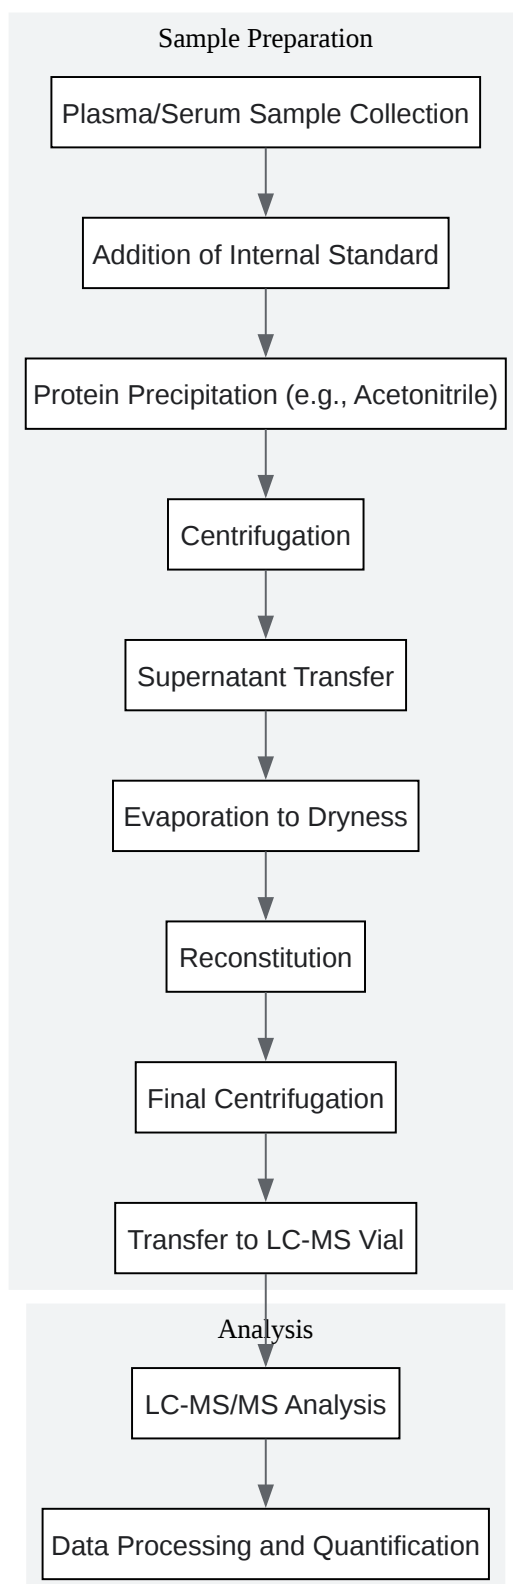 Sample Preparation
Plasma/Serum Sample Collection
Addition of Internal Standard
Protein Precipitation (e.g., Acetonitrile)
Centrifugation
Supernatant Transfer
Evaporation to Dryness
Reconstitution
Final Centrifugation
Transfer to LC-MS Vial
Analysis
LC-MS/MS Analysis
Data Processing and Quantification